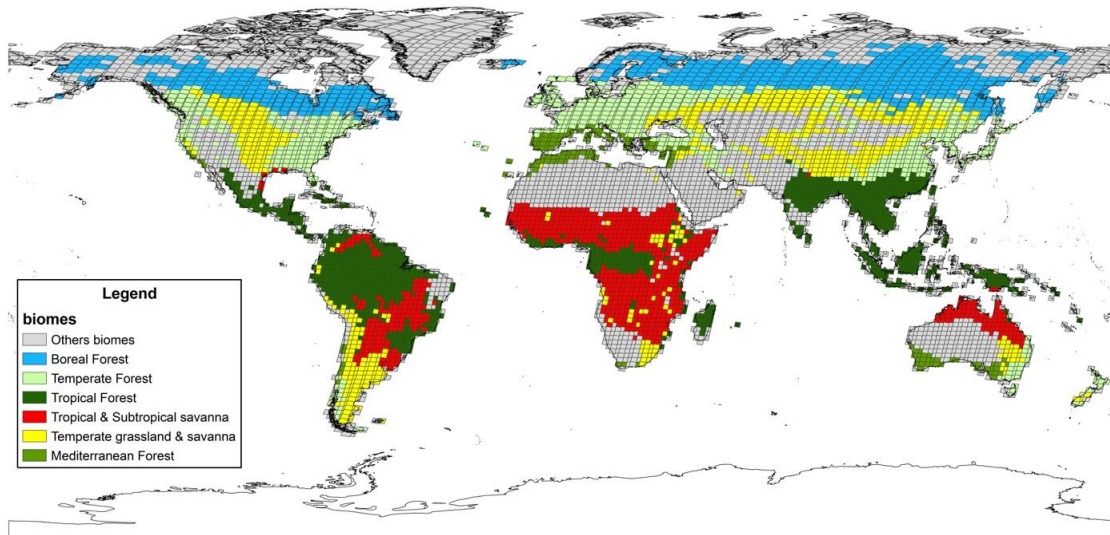 Legend
biomes
Others biomes
Boreal Forest
Temperate Forest
Tropical Forest
Tropical & Subtropical savanna
Temperate grassland & savanna
Mediterranean Forest